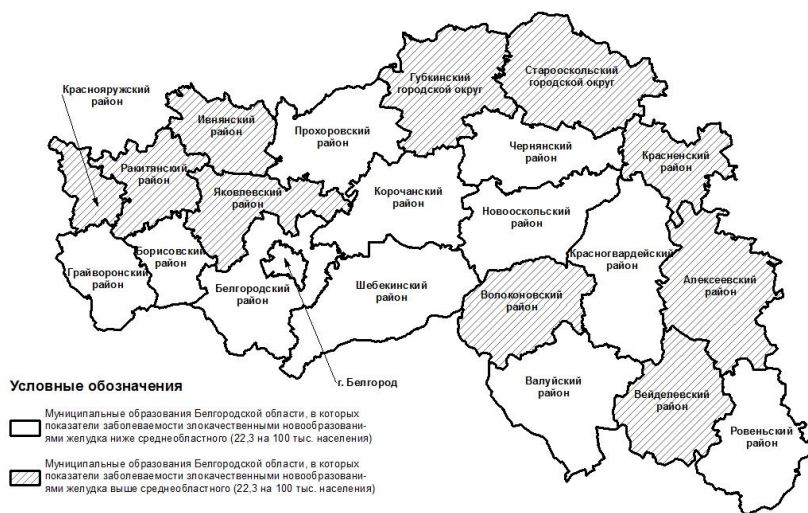 Краснояружский
район
Ивнянский
район
Прохоровский
район
Губкинский
городской округ
Старооскольский
городской округ
Ракитянский
район
Яковлевский
район
Корочанский
район
Чернянский
район
Красненский
район
Новооскольский
район
Грайворонский
район
Борисовский
район
Белгородский
район
Шебекинский
район
Волоконовский
район
Красногвардейский
район
Алексеевский
район
г. Белгород
Валуйский
район
Вейделевский
район
Ровеньский
район
Условные обозначения
Муниципальные образования Белгородской области, в которых
показатели заболеваемости злокачественными новообразовани-
ями желудка ниже среднеобластного (22,3 на 100 тыс. населения)
Муниципальные образования Белгородской области, в которых
показатели заболеваемости злокачественными новообразовани-
ями желудка выше среднеобластного (22,3 на 100 тыс. населения)